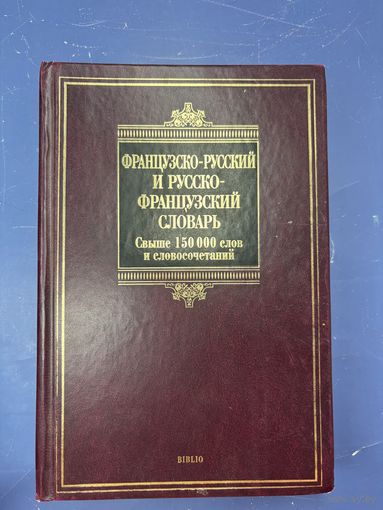 ФРАНЦУЗСКО-РУССКИЙ
И РУССКО-
ФРАНЦУЗСКИЙ
СЛОВАРЬ
Свыше 150 000 слов
и словосочетаний
BIBLIO